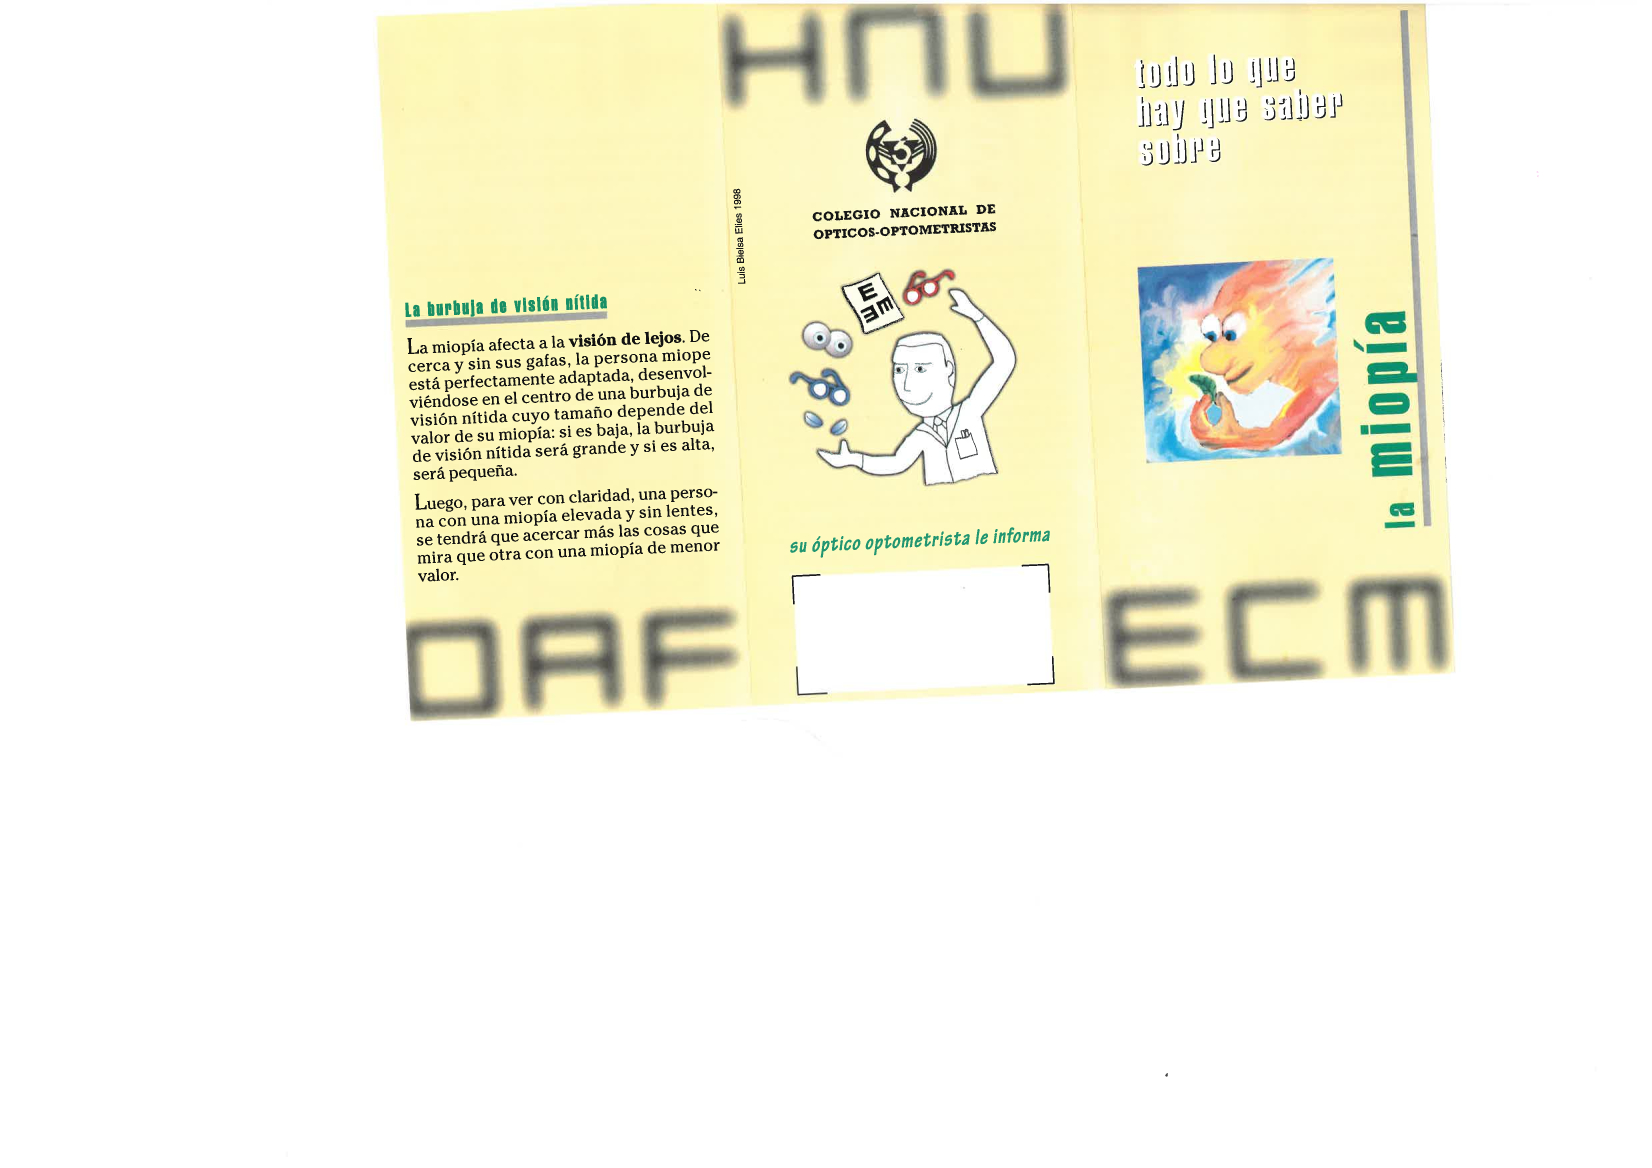 La burbuja de visión nítida
La miopía afecta a la visión de lejos. De
cerca y sin sus gafas, la persona miope
está perfectamente adaptada, desenvol-
viéndose en el centro de una burbuja de
visión nítida cuyo tamaño depende del
valor de su miopía: si es baja, la burbuja
de visión nítida será grande y si es alta,
será pequeña.
Luego, para ver con claridad, una perso-
na con una miopía elevada y sin lentes,
se tendrá que acercar más las cosas que
mira que otra con una miopía de menor
valor.
DAF
HNU
Luis Bielsa Elies 1998
COLEGIO NACIONAL DE
OPTICOS-OPTOMETRISTAS
E
E M
su óptico optometrista le informa
todo lo que
hay que saber
sobre
la miopía
ECM